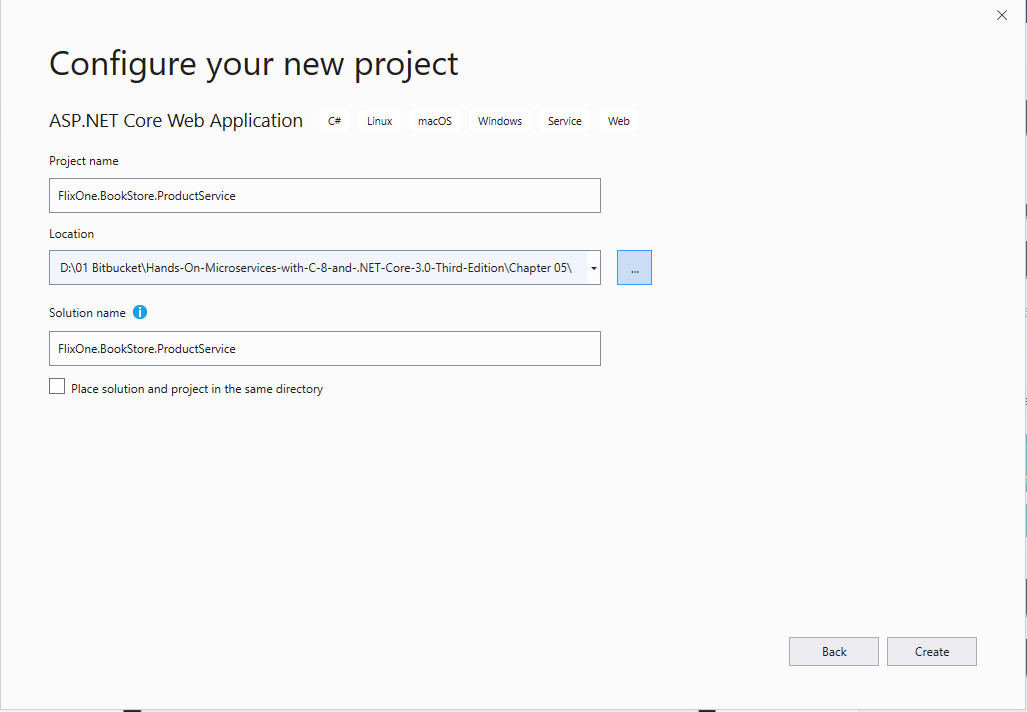 Configure your new project
ASP.NET Core Web Application C# Linux macOS Windows Service Web
Project name
FlixOne.BookStore.ProductService
Location
D:\01 Bitbucket\Hands-On-Microservices-with-C-8-and-.NET-Core-3.0-Third-Edition\Chapter 05\
...
Solution name
FlixOne.BookStore.ProductService
Place solution and project in the same directory
Back Create